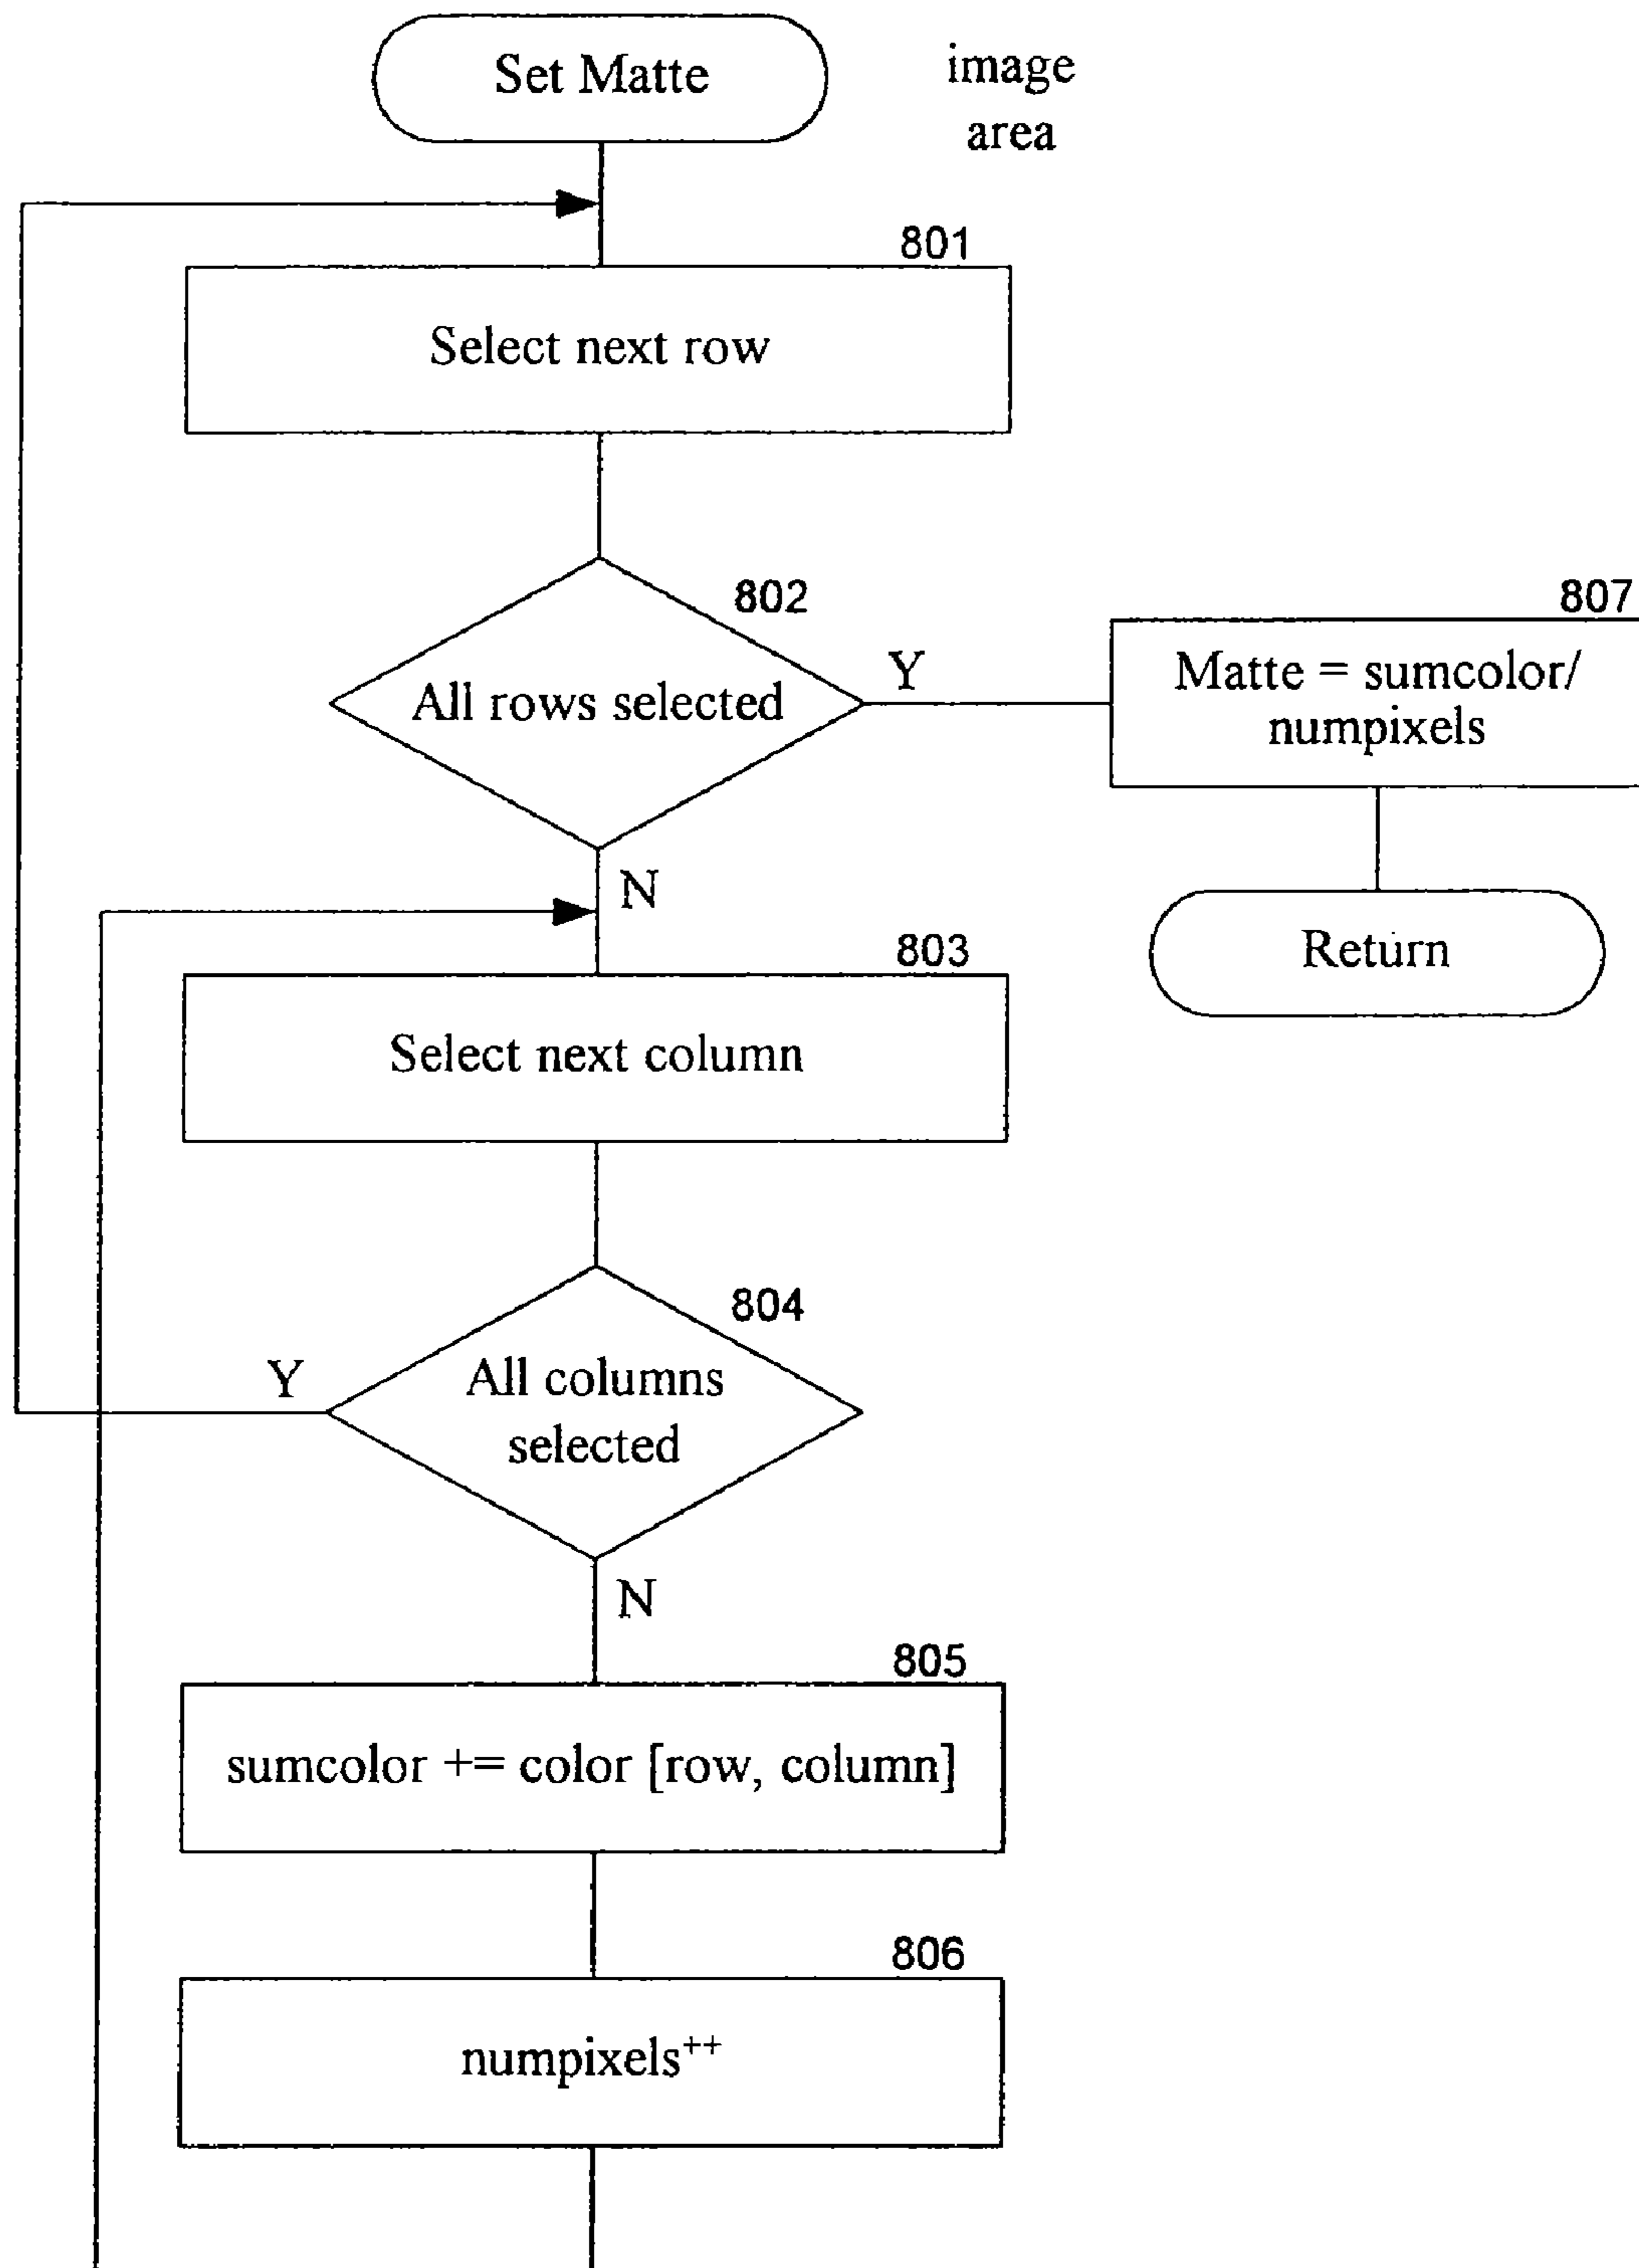 Set Matte
image
area
801
Select next row
802
All rows selected
Y
807
Matte = sumcolor/
numpixels
N
Return
803
Select next column
804
All columns
selected
Y
N
805
sumcolor += color [row, column]
806
numpixels++